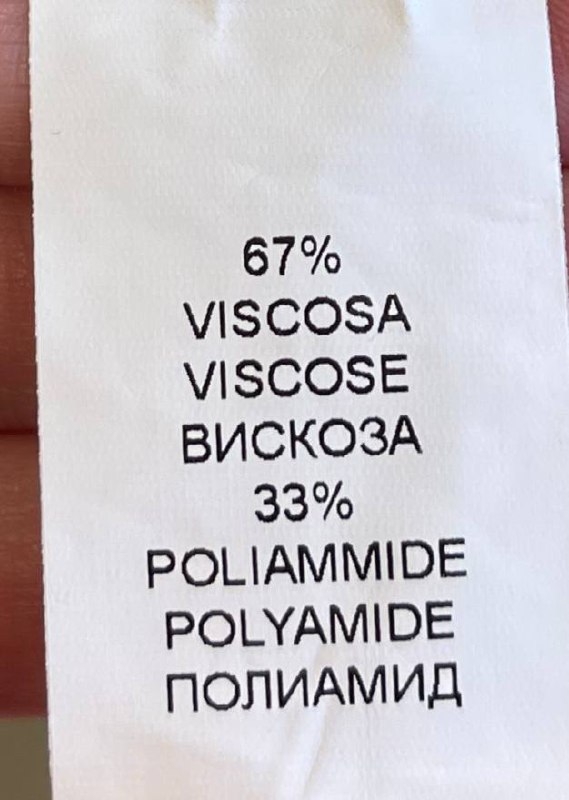 67%
VISCOSA
VISCOSE
ВИСКОЗА
33%
POLIAMMIDE
POLYAMIDE
ПОЛИАМИД